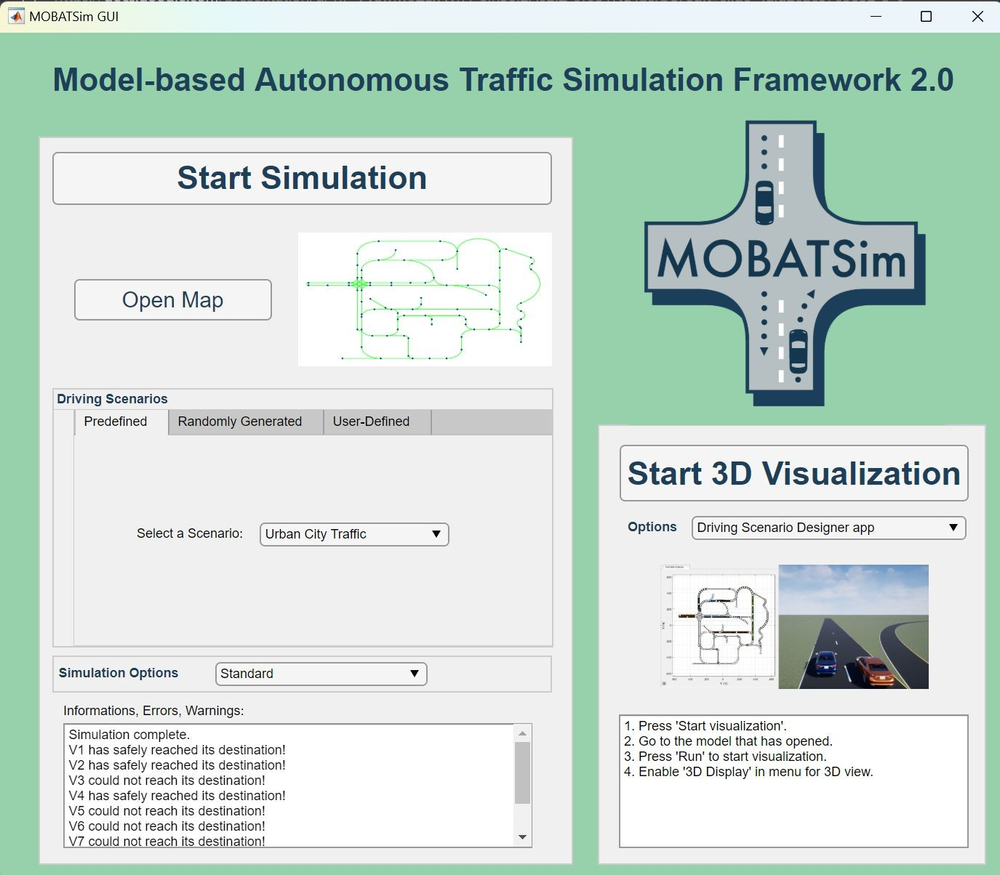 MOBATSim GUI
Model-based Autonomous Traffic Simulation Framework 2.0
Start Simulation
Open Map
MOBATSim
Driving Scenarios
Predefined
Randomly Generated
User-Defined
Select a Scenario:
Urban City Traffic
Simulation Options
Standard
Informations, Errors, Warnings:
Simulation complete.
V1 has safely reached its destination!
V2 has safely reached its destination!
V3 could not reach its destination!
V4 has safely reached its destination!
V5 could not reach its destination!
V6 could not reach its destination!
V7 could not reach its destination!
Start 3D Visualization
Options
Driving Scenario Designer app
1. Press 'Start visualization'.
2. Go to the model that has opened.
3. Press 'Run' to start visualization.
4. Enable '3D Display' in menu for 3D view.